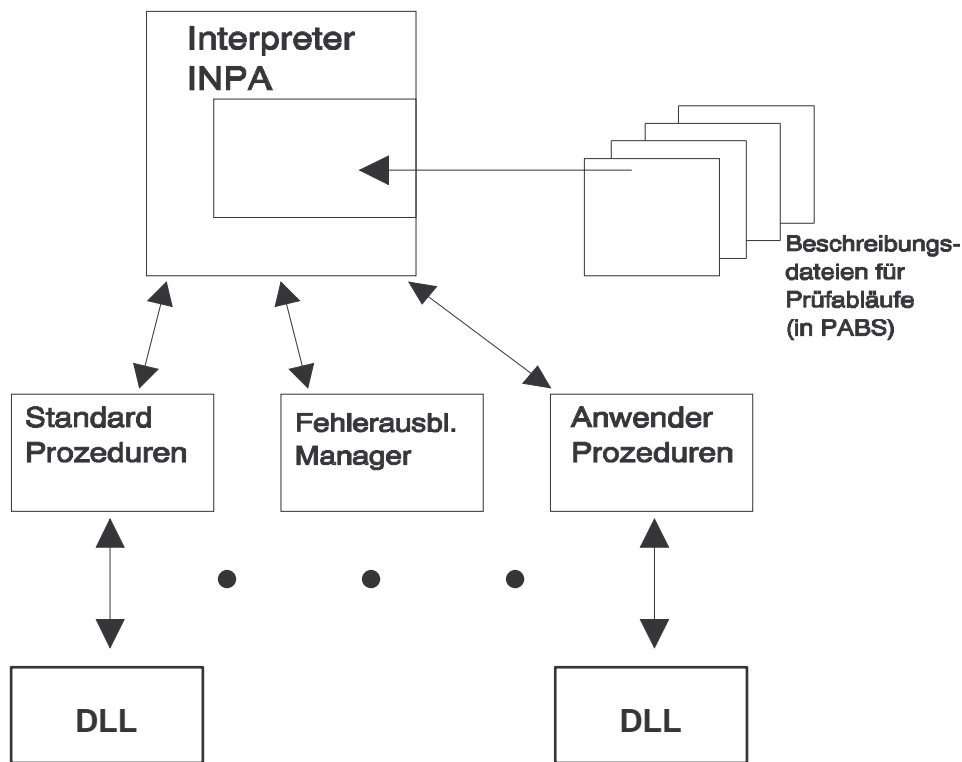 Interpreter
INPA
Beschreibungs-
dateien für
Prüfabläufe
(in PABS)
Standard
Prozeduren
Fehlerausbl.
Manager
Anwender
Prozeduren
DLL
DLL